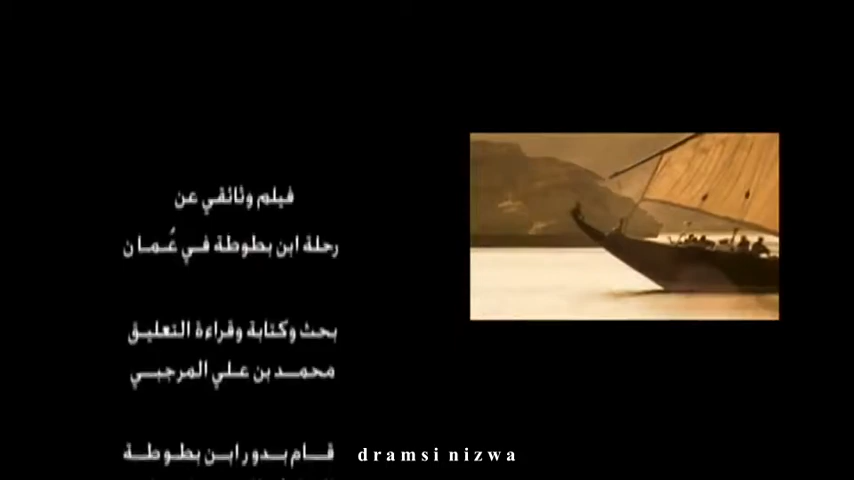 فيلم وثائقي عن
رحلة ابن بطوطة في عُمان
بحث وكتابة وقراءة التعليق
محمد بن علي المرجبي
قام بدور ابن بطوطة
dramsi nizwa